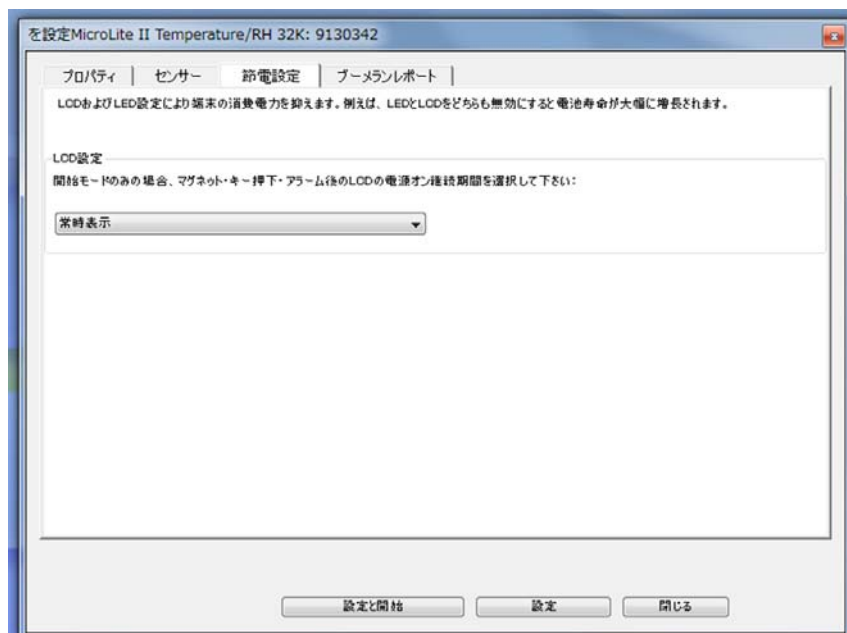 を設定MicroLite II Temperature/RH 32K: 9130342
プロパティ センサー 節電設定 ブーメランレポート
LCDおよびLED設定により端末の消費電力を抑えます。例えば、LEDとLCDをどちらも無効にすると電池寿命が大幅に増長されます。
LCD設定
開始モードのみの場合、マグネット・キー押下・アラーム後のLCDの電源オン継続期間を選択して下さい:
常時表示
設定と開始 設定 閉じる